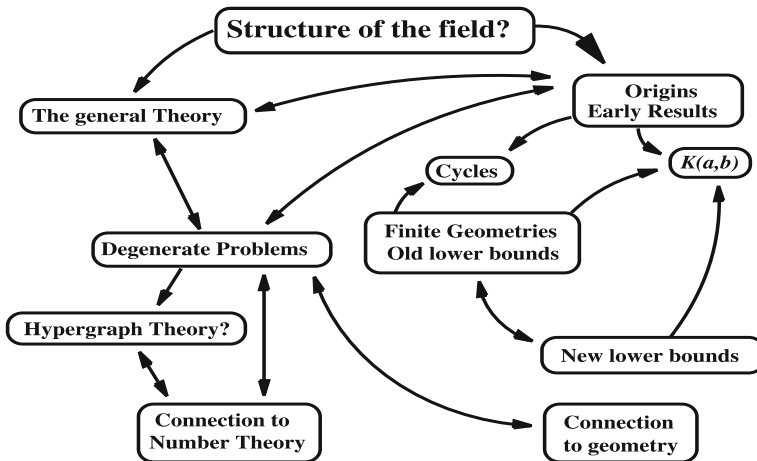 Structure of the field?
The general Theory
Origins
Early Results
Cycles
K(a,b)
Finite Geometries
Old lower bounds
Degenerate Problems
Hypergraph Theory?
New lower bounds
Connection to
Number Theory
Connection
to geometry